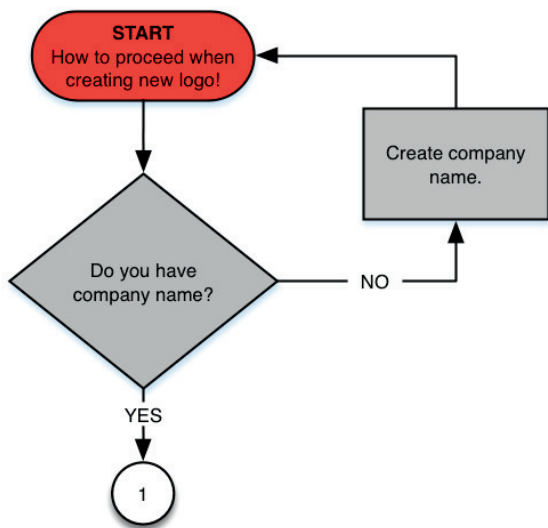 START
How to proceed when
creating new logo!
Create company
name.
Do you have
company name?
NO
YES
1